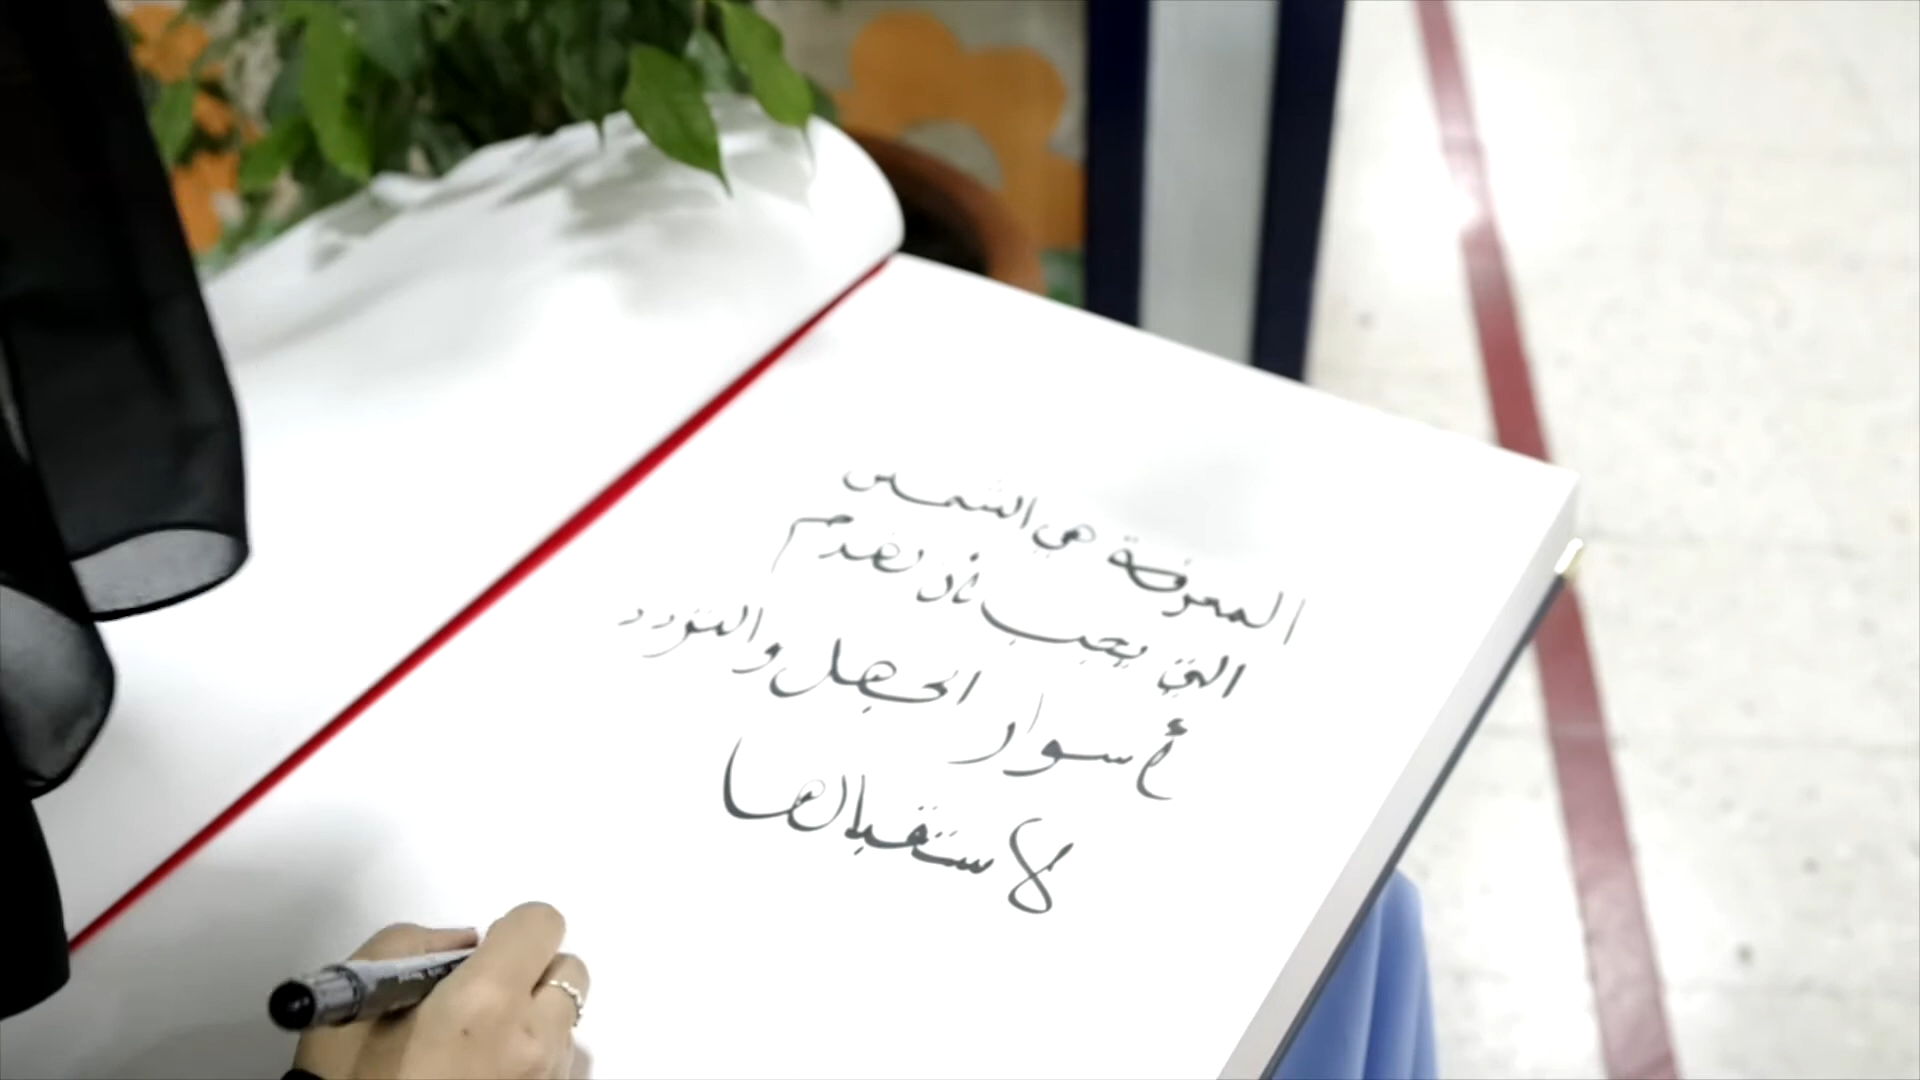 المعرفة هي الشمس
التي يجب أن تهدم
أسوار الجهل والتردد
لاستقبالها